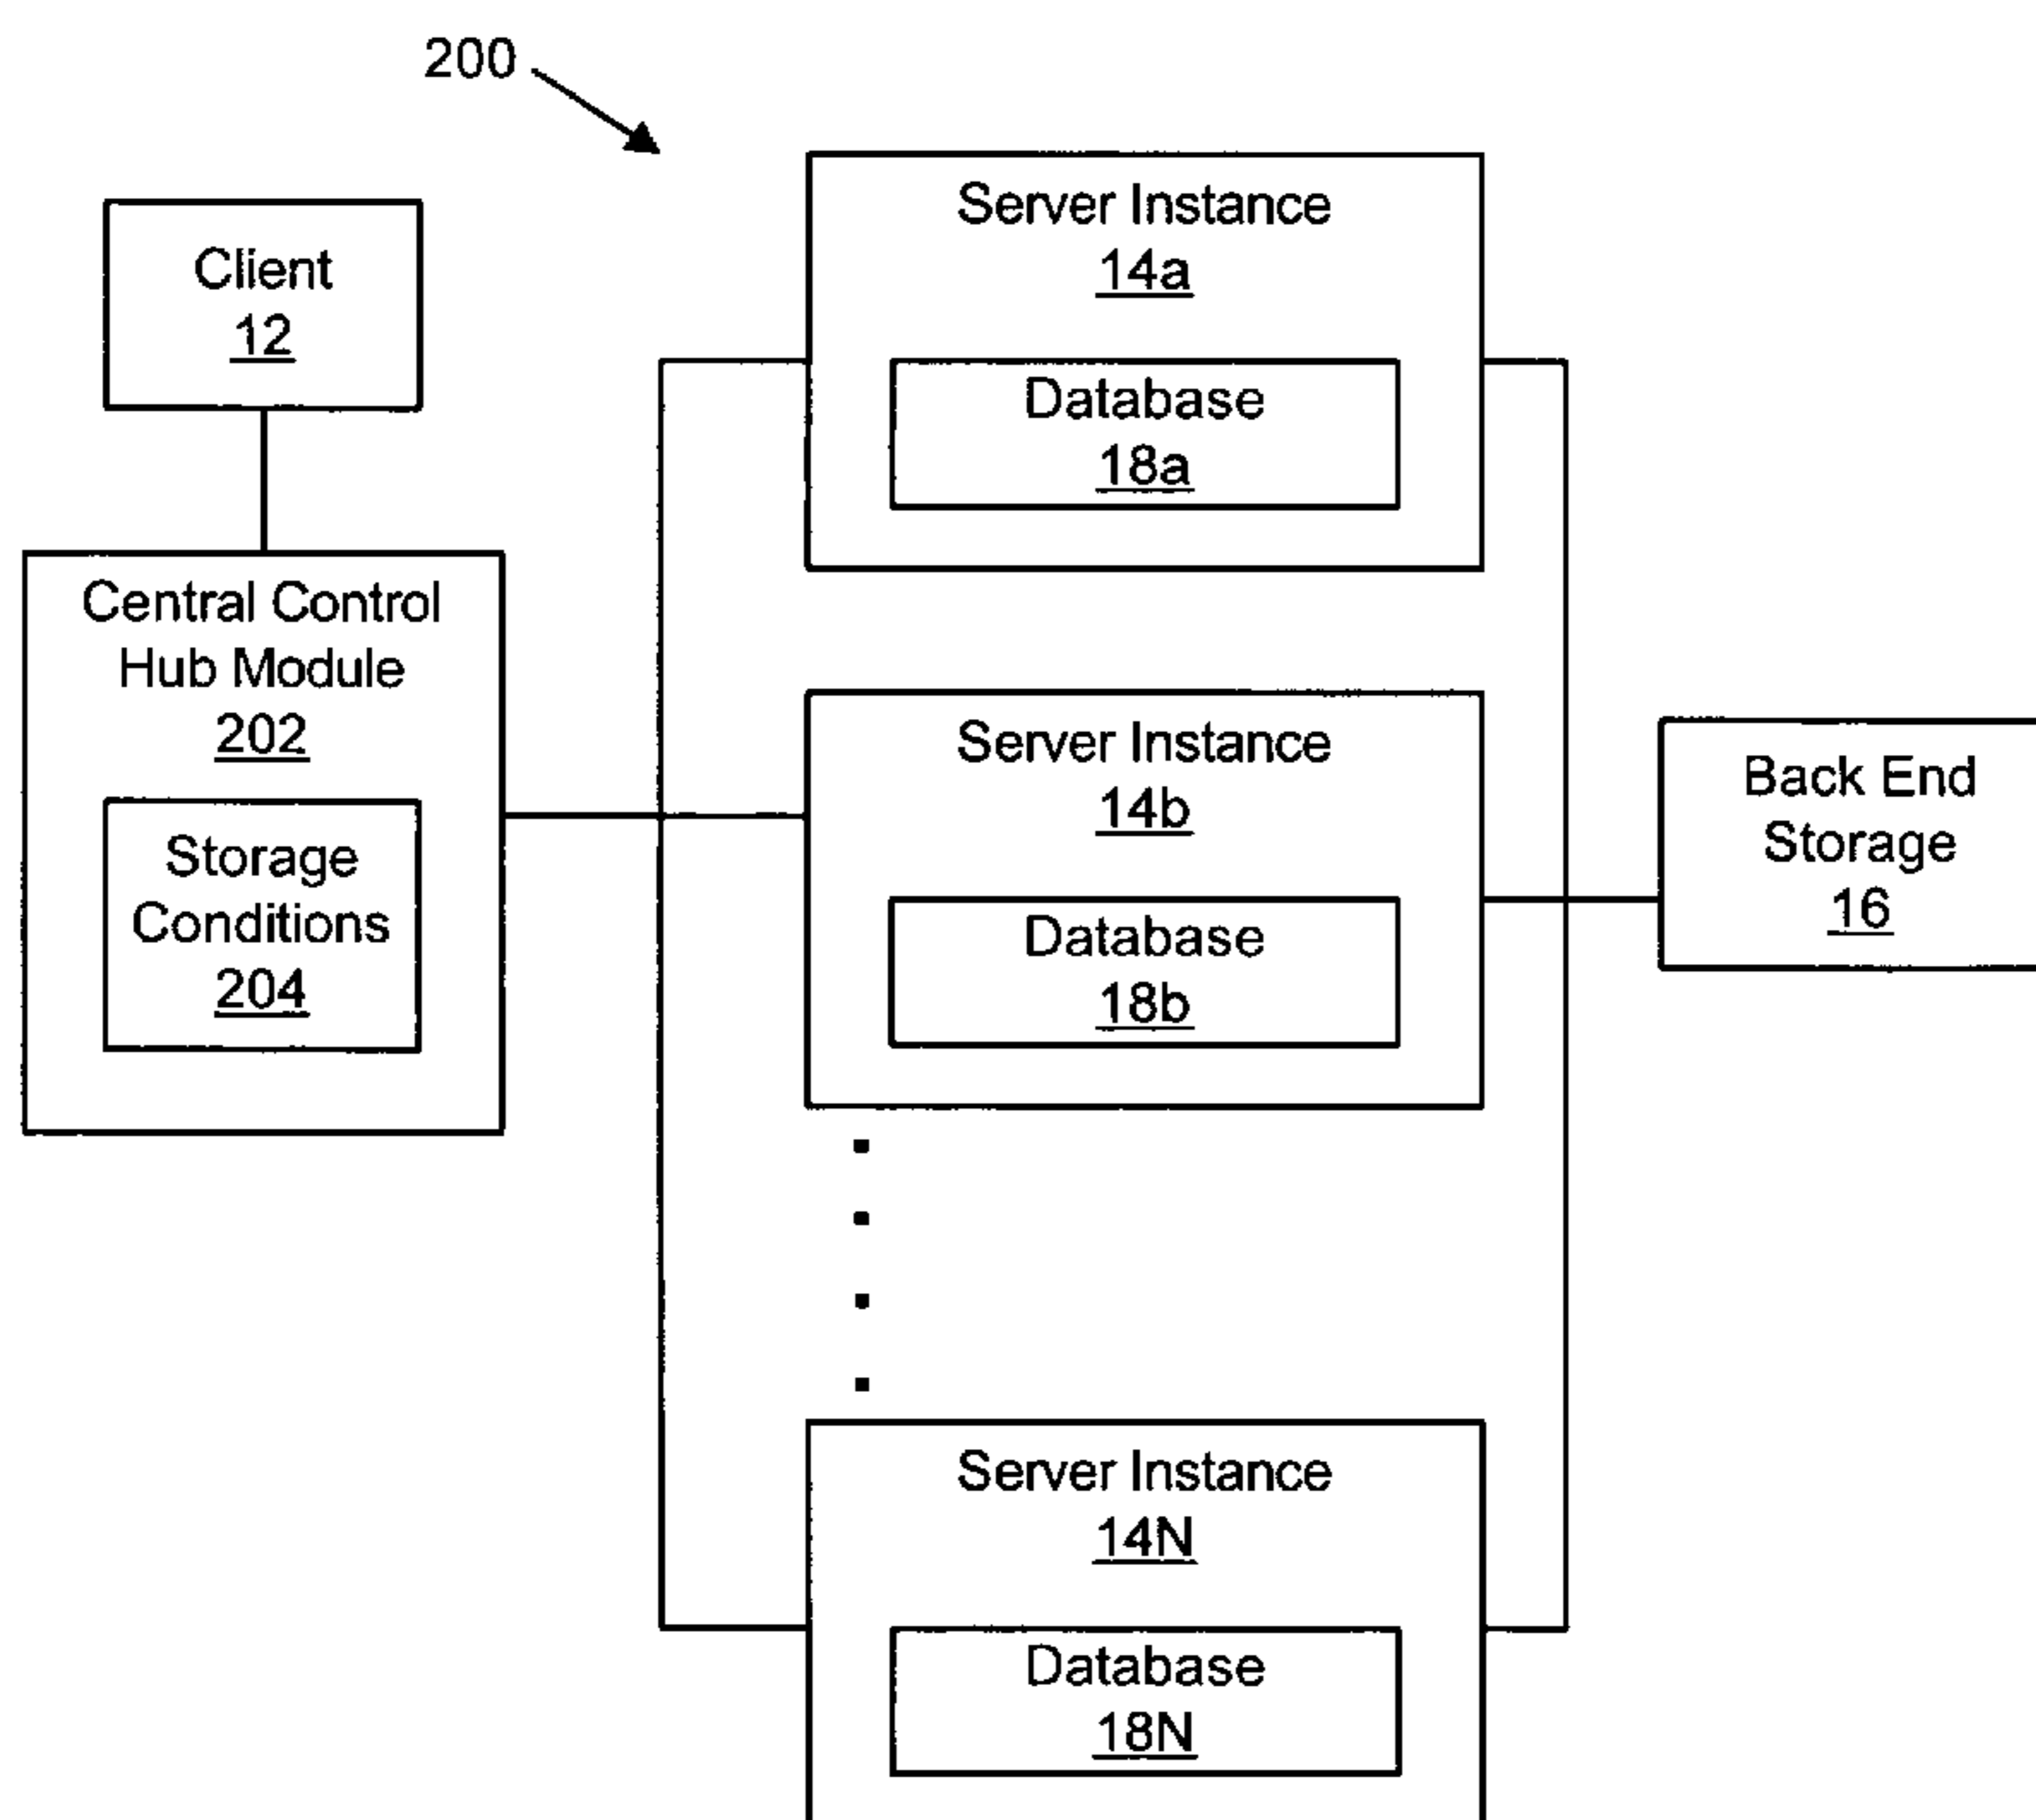 200
Client
12
Central Control
Hub Module
202
Storage
Conditions
204
Server Instance
14a
Database
18a
Server Instance
14b
Database
18b
Server Instance
14N
Database
18N
Back End
Storage
16